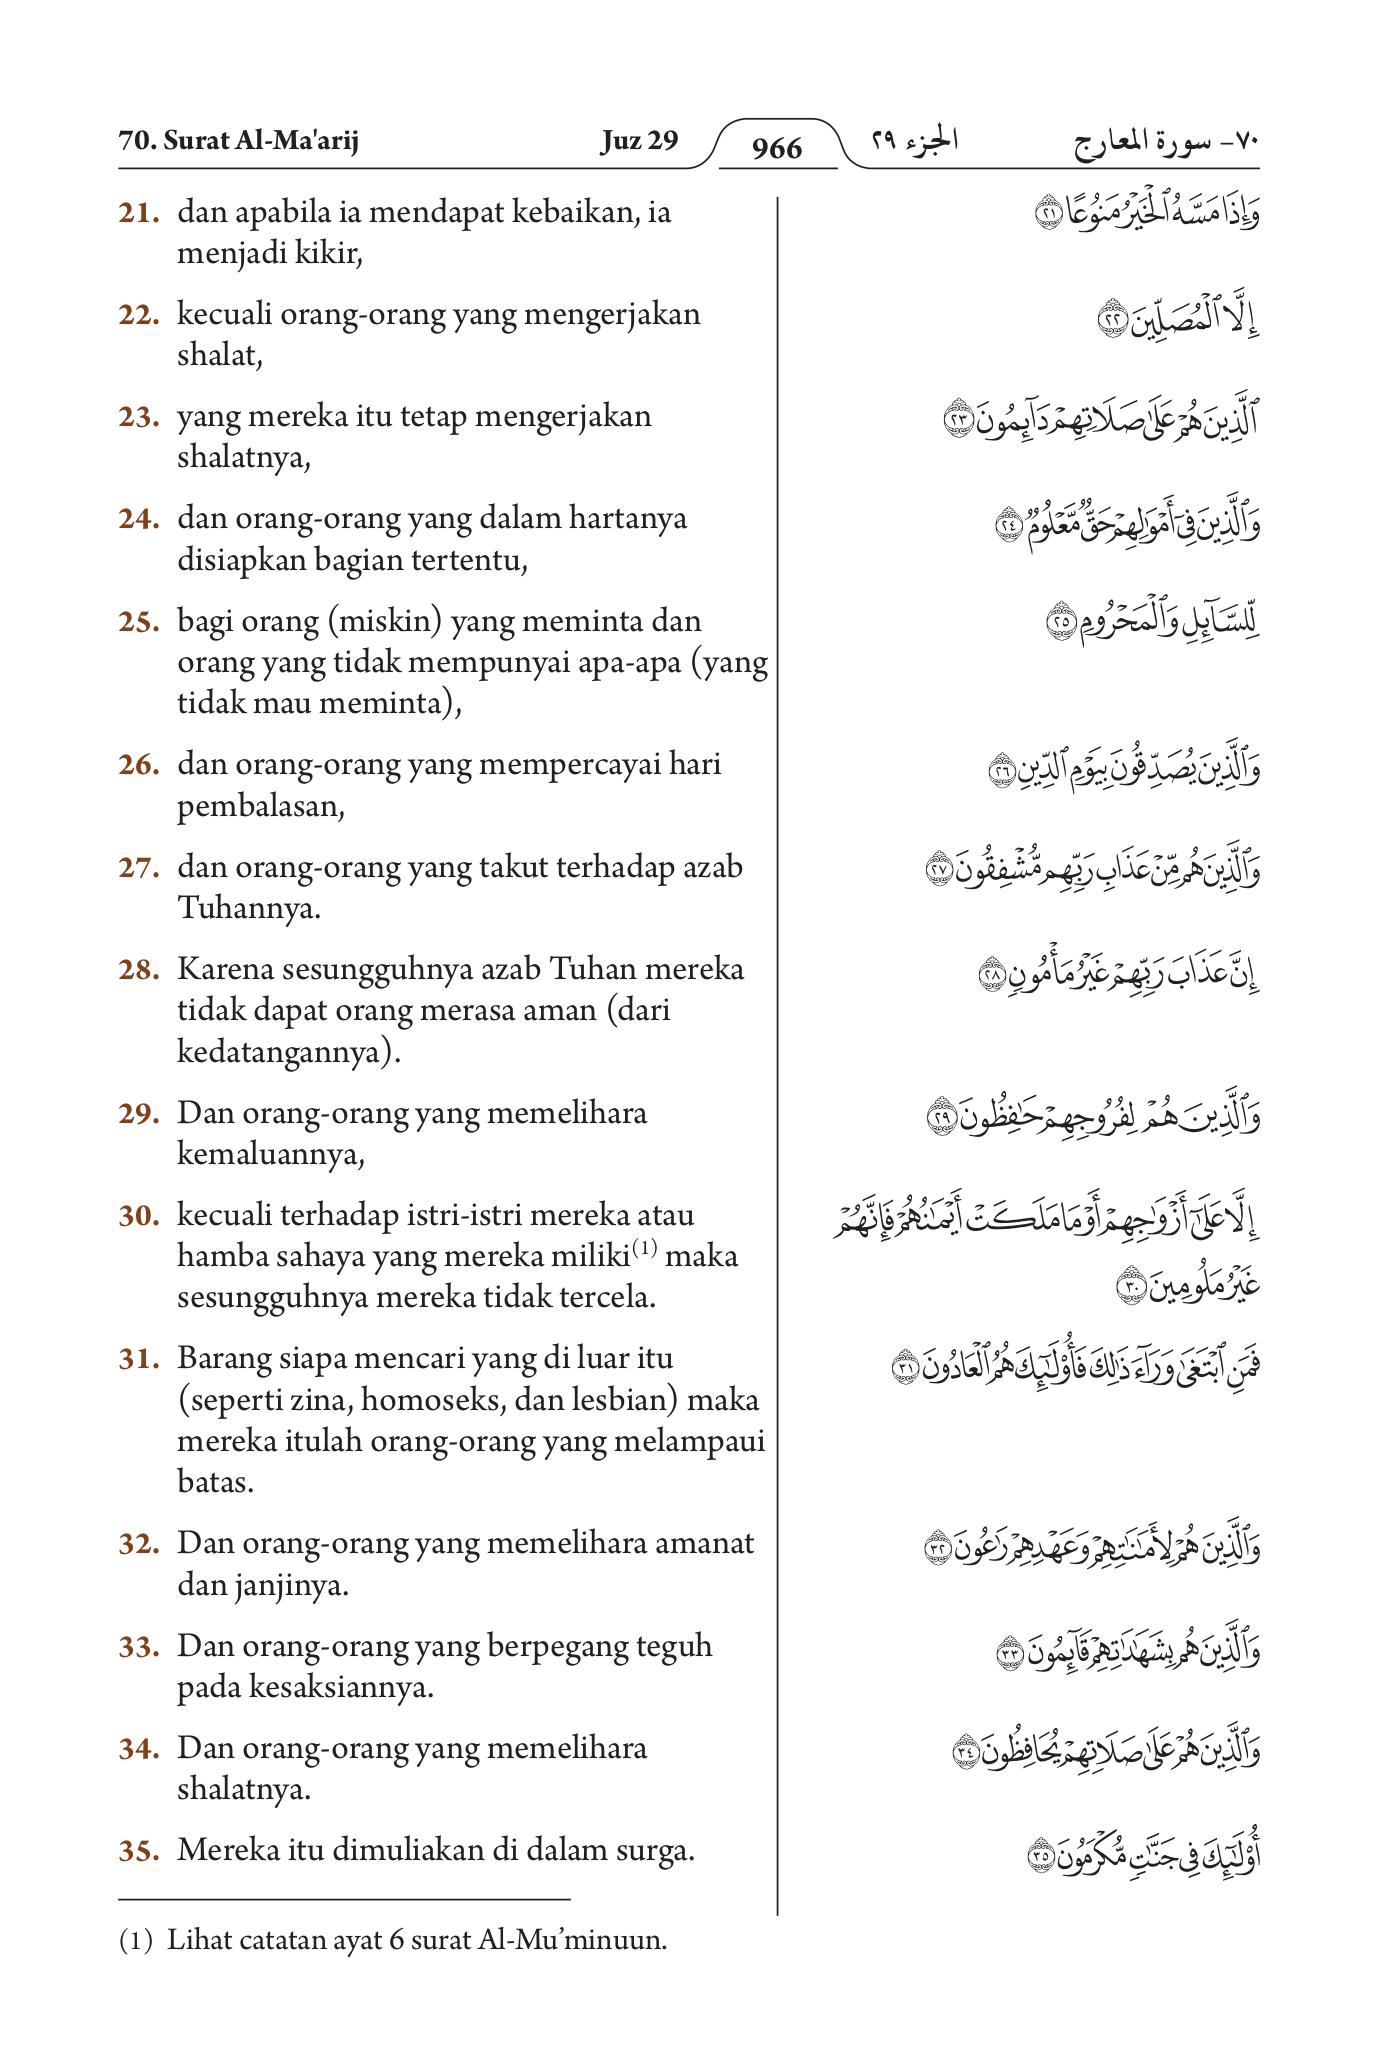 70. Surat Al-Ma'arij
Juz 29
966
الجزء ٢٩
٧٠- سورة المعارج
21. dan apabila ia mendapat kebaikan, ia
menjadi kikir,
وَإِذَا مَسَّهُ ٱلْخَيْرُ مَنُوعًا ٢١
22. kecuali orang-orang yang mengerjakan
shalat,
إِلَّا ٱلْمُصَلِّينَ ٢٢
23. yang mereka itu tetap mengerjakan
shalatnya,
ٱلَّذِينَ هُمْ عَلَىٰ صَلَاتِهِمْ دَآئِمُونَ ٢٣
24. dan orang-orang yang dalam hartanya
disiapkan bagian tertentu,
وَٱلَّذِينَ فِىٓ أَمْوَٰلِهِمْ حَقٌّ مَّعْلُومٌ ٢٤
25. bagi orang (miskin) yang meminta dan
orang yang tidak mempunyai apa-apa (yang
tidak mau meminta),
لِّلسَّآئِلِ وَٱلْمَحْرُومِ ٢٥
26. dan orang-orang yang mempercayai hari
pembalasan,
وَٱلَّذِينَ يُصَدِّقُونَ بِيَوْمِ ٱلدِّينِ ٢٦
27. dan orang-orang yang takut terhadap azab
Tuhannya.
وَٱلَّذِينَ هُم مِّنْ عَذَابِ رَبِّهِم مُّشْفِقُونَ ٢٧
28. Karena sesungguhnya azab Tuhan mereka
tidak dapat orang merasa aman (dari
kedatangannya).
إِنَّ عَذَابَ رَبِّهِمْ غَيْرُ مَأْمُونٍ ٢٨
29. Dan orang-orang yang memelihara
kemaluannya,
وَٱلَّذِينَ هُمْ لِفُرُوجِهِمْ حَٰفِظُونَ ٢٩
30. kecuali terhadap istri-istri mereka atau
hamba sahaya yang mereka miliki(1) maka
sesungguhnya mereka tidak tercela.
إِلَّا عَلَىٰٓ أَزْوَٰجِهِمْ أَوْ مَا مَلَكَتْ أَيْمَٰنُهُمْ فَإِنَّهُمْ
غَيْرُ مَلُومِينَ ٣٠
31. Barang siapa mencari yang di luar itu
(seperti zina, homoseks, dan lesbian) maka
mereka itulah orang-orang yang melampaui
batas.
فَمَنِ ٱبْتَغَىٰ وَرَآءَ ذَٰلِكَ فَأُو۟لَٰٓئِكَ هُمُ ٱلْعَادُونَ ٣١
32. Dan orang-orang yang memelihara amanat
dan janjinya.
وَٱلَّذِينَ هُمْ لِأَمَٰنَٰتِهِمْ وَعَهْدِهِمْ رَٰعُونَ ٣٢
33. Dan orang-orang yang berpegang teguh
pada kesaksiannya.
وَٱلَّذِينَ هُم بِشَهَٰدَٰتِهِمْ قَآئِمُونَ ٣٣
34. Dan orang-orang yang memelihara
shalatnya.
وَٱلَّذِينَ هُمْ عَلَىٰ صَلَاتِهِمْ يُحَافِظُونَ ٣٤
35. Mereka itu dimuliakan di dalam surga.
أُو۟لَٰٓئِكَ فِى جَنَّٰتٍ مُّكْرَمُونَ ٣٥
(1) Lihat catatan ayat 6 surat Al-Mu’minuun.